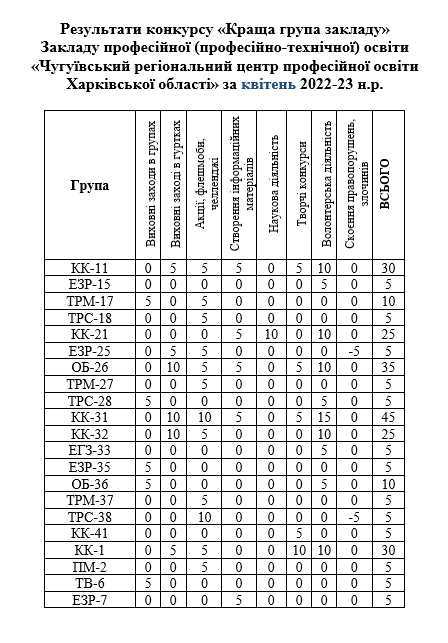 Результати конкурсу «Краща група закладу»
Закладу професійної (професійно-технічної) освіти
«Чугуївський регіональний центр професійної освіти
Харківської області» за квітень 2022-23 н.р.
Група Виховні заходи в групах Виховні заході в гуртках Акції, флешмоби, челленджі Створення інформаційних матеріалів Наукова діяльність Творчі конкурси Волонтерська діяльність Скоєння правопорушень, злочинів ВСЬОГО
КК-11 0 5 5 5 0 5 10 0 30
ЕЗР-15 0 0 0 0 0 0 5 0 5
ТРМ-17 5 0 5 0 0 0 0 0 10
ТРС-18 0 0 5 0 0 0 0 0 5
КК-21 0 0 0 5 10 0 10 0 25
ЕЗР-25 0 5 5 0 0 0 0 -5 5
ОБ-26 0 10 5 5 0 5 10 0 35
ТРМ-27 0 0 5 0 0 0 0 0 5
ТРС-28 5 0 0 0 0 0 5 0 5
КК-31 0 10 10 5 0 5 15 0 45
КК-32 0 10 5 0 0 0 10 0 25
ЕГЗ-33 0 0 0 0 0 0 5 0 5
ЕЗР-35 5 0 0 0 0 0 0 0 5
ОБ-36 5 0 0 0 0 0 5 0 10
ТРМ-37 0 0 5 0 0 0 0 0 5
ТРС-38 0 0 10 0 0 0 0 -5 5
КК-41 0 0 0 0 0 5 0 0 5
КК-1 0 5 5 0 0 10 10 0 30
ПМ-2 0 0 5 0 0 0 0 0 5
ТВ-6 5 0 0 0 0 0 0 0 5
ЕЗР-7 0 0 0 5 0 0 0 0 5